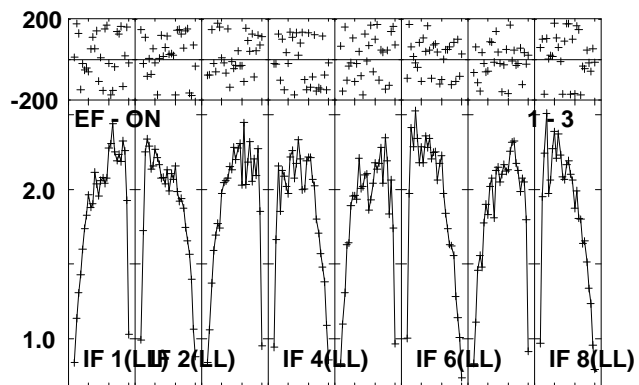 200
-200
EF - ON 1 - 3
2.0
1.0
IF 1(LL) IF 2(LL) IF 4(LL) IF 6(LL) IF 8(LL)